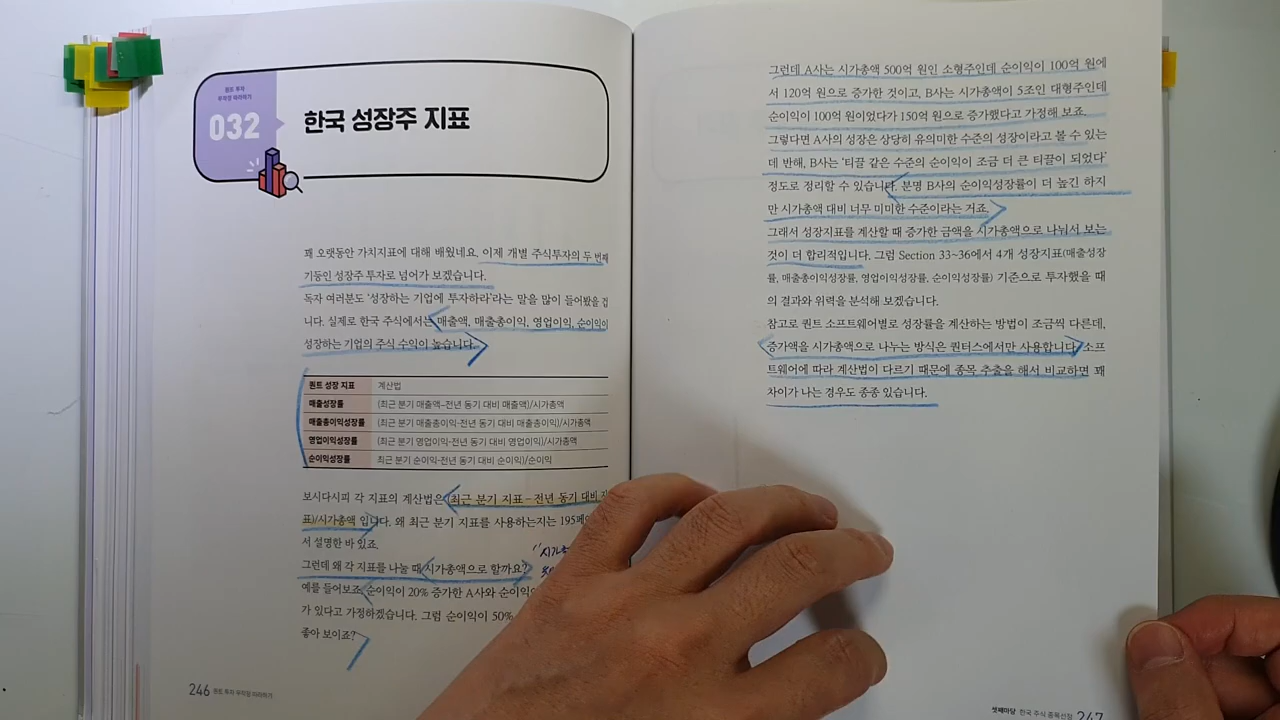 퀀트 투자
무작정 따라하기
032
한국 성장주 지표
꽤 오랫동안 가치지표에 대해 배웠네요. 이제 개별 주식투자의 두 번째
기둥인 성장주 투자로 넘어가 보겠습니다.
독자 여러분도 '성장하는 기업에 투자하라'라는 말을 많이 들어봤을 겁
니다. 실제로 한국 주식에서는 매출액, 매출총이익, 영업이익, 순이익이
성장하는 기업의 주식 수익이 높습니다.
퀀트 성장 지표 계산법
매출성장률 (최근 분기 매출액-전년 동기 대비 매출액)/시가총액
매출총이익성장률 (최근 분기 매출총이익-전년 동기 대비 매출총이익)/시가총액
영업이익성장률 (최근 분기 영업이익-전년 동기 대비 영업이익)/시가총액
순이익성장률 최근 분기 순이익-전년 동기 대비 순이익)/순이익
보시다시피 각 지표의 계산법은 (최근 분기 지표 – 전년 동기 대비 지
표)/시가총액 입니다. 왜 최근 분기 지표를 사용하는지는 195페
서 설명한 바 있죠.
"시가총
그런데 왜 각 지표를 나눌 때 시가총액으로 할까요?
예를 들어보죠. 순이익이 20% 증가한 A사와 순이익이
가 있다고 가정하겠습니다. 그럼 순이익이 50%
좋아 보이죠?
246 퀀트 투자 무작정 따라하기
그런데 A사는 시가총액 500억 원인 소형주인데 순이익이 100억 원에
서 120억 원으로 증가한 것이고, B사는 시가총액이 5조인 대형주인데
순이익이 100억 원이었다가 150억 원으로 증가했다고 가정해 보죠.
그렇다면 A사의 성장은 상당히 유의미한 수준의 성장이라고 볼 수 있는
데 반해, B사는 '티끌 같은 수준의 순이익이 조금 더 큰 티끌이 되었다'
정도로 정리할 수 있습니다. 분명 B사의 순이익성장률이 더 높긴 하지
만 시가총액 대비 너무 미미한 수준이라는 거죠.
그래서 성장지표를 계산할 때 증가한 금액을 시가총액으로 나눠서 보는
것이 더 합리적입니다. 그럼 Section 33~36에서 4개 성장지표(매출성장
률, 매출총이익성장률, 영업이익성장률, 순이익성장률) 기준으로 투자했을 때
의 결과와 위력을 분석해 보겠습니다.
참고로 퀀트 소프트웨어별로 성장률을 계산하는 방법이 조금씩 다른데,
증가액을 시가총액으로 나누는 방식은 퀀터스에서만 사용합니다. 소프
트웨어에 따라 계산법이 다르기 때문에 종목 추출을 해서 비교하면 꽤
차이가 나는 경우도 종종 있습니다.
셋째마당 한국 주식 종목선정 247